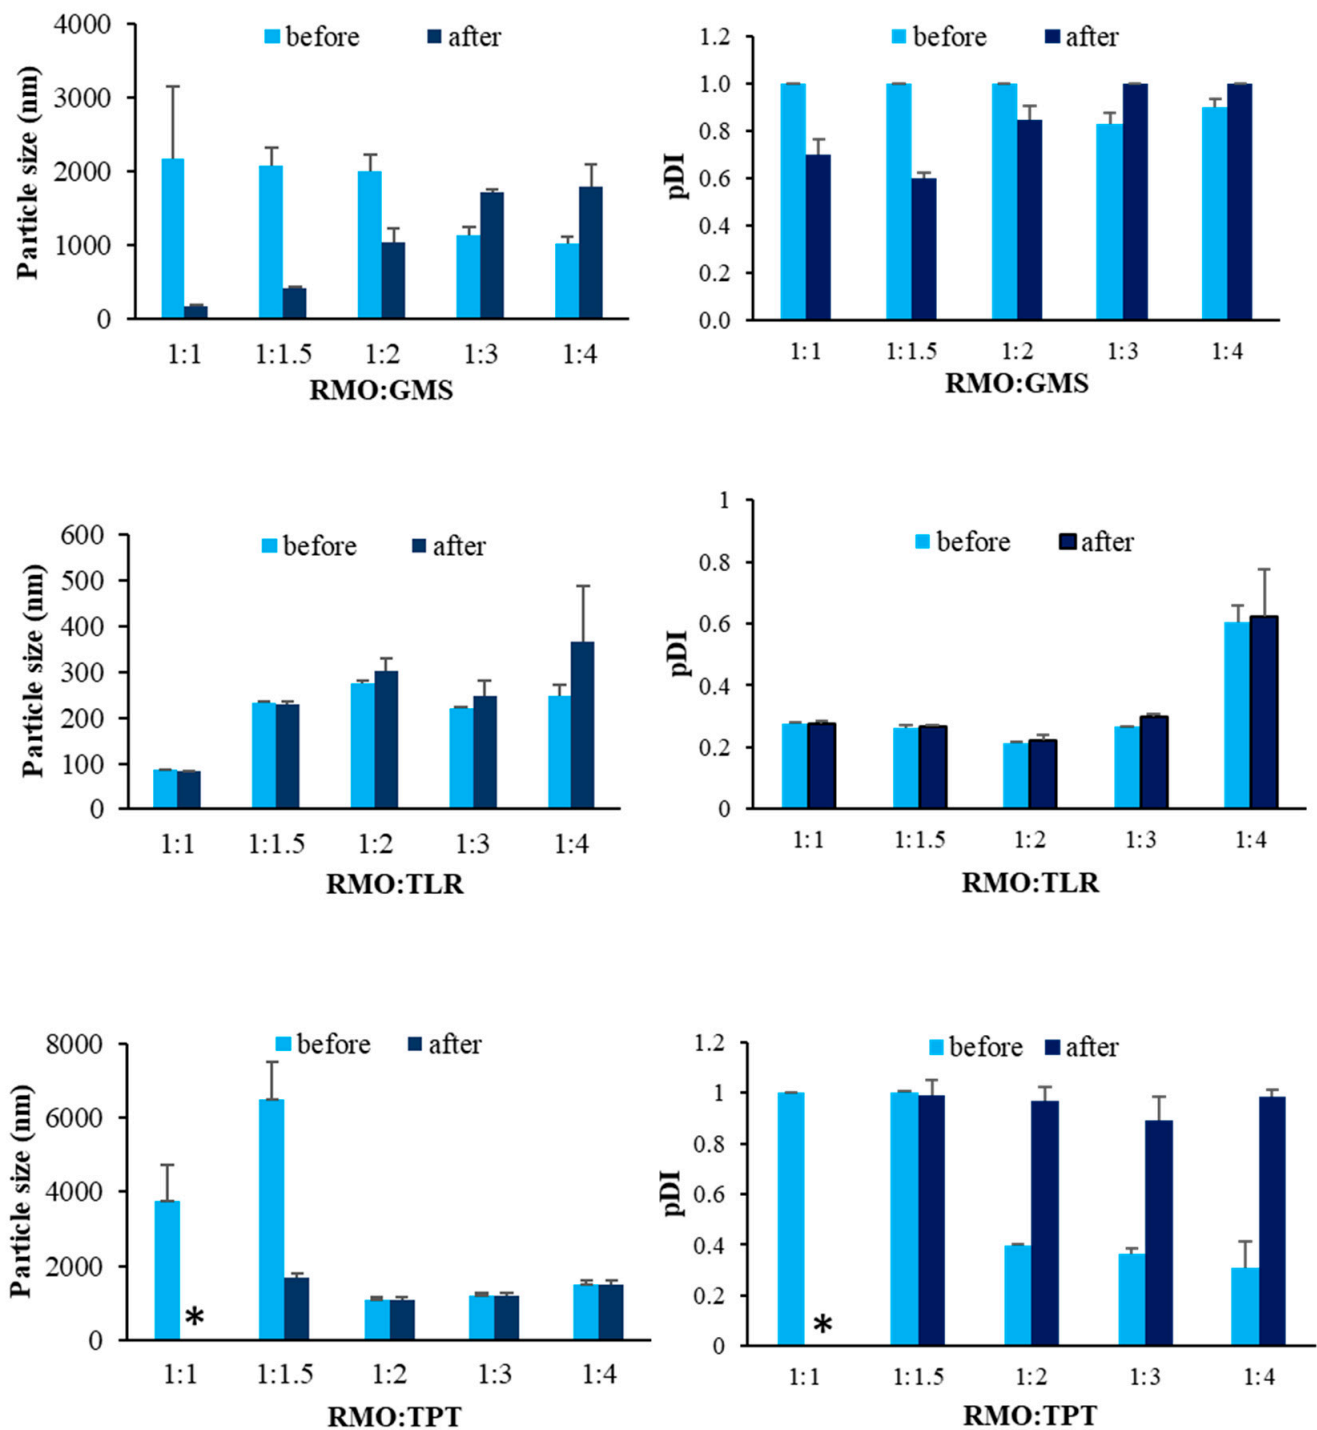 before after
Particle size (nm)
4000
3000
2000
1000
0
1:1 1:1.5 1:2 1:3 1:4
RMO:GMS
before after
pDI
1.2
1.0
0.8
0.6
0.4
0.2
0.0
1:1 1:1.5 1:2 1:3 1:4
RMO:GMS
before after
Particle size (nm)
600
500
400
300
200
100
0
1:1 1:1.5 1:2 1:3 1:4
RMO:TLR
before after
pDI
1
0.8
0.6
0.4
0.2
0
1:1 1:1.5 1:2 1:3 1:4
RMO:TLR
before after
Particle size (nm)
8000
6000
4000
2000
0
*
1:1 1:1.5 1:2 1:3 1:4
RMO:TPT
before after
pDI
1.2
1
0.8
0.6
0.4
0.2
0
*
1:1 1:1.5 1:2 1:3 1:4
RMO:TPT